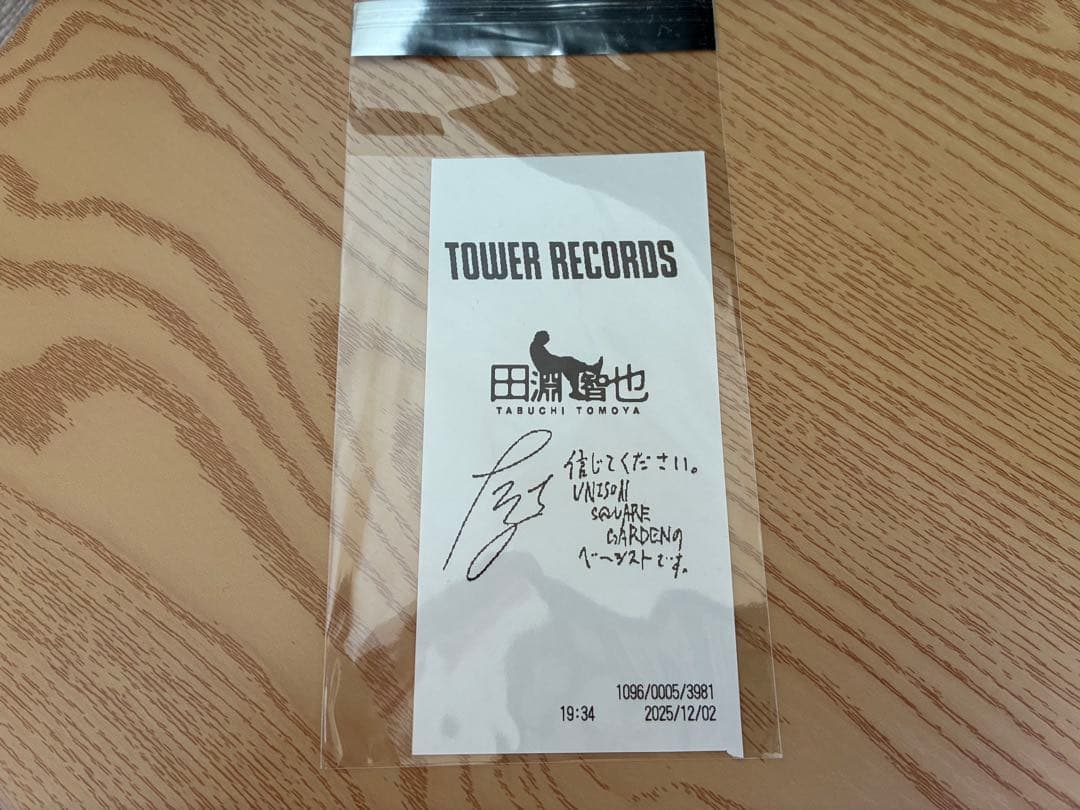 TOWER RECORDS
田淵智也
TABUCHI TOMOYA
信じてください。
UNISON
SQUARE
GARDENの
ベーシストです。
1096/0005/3981
19:34 2025/12/02